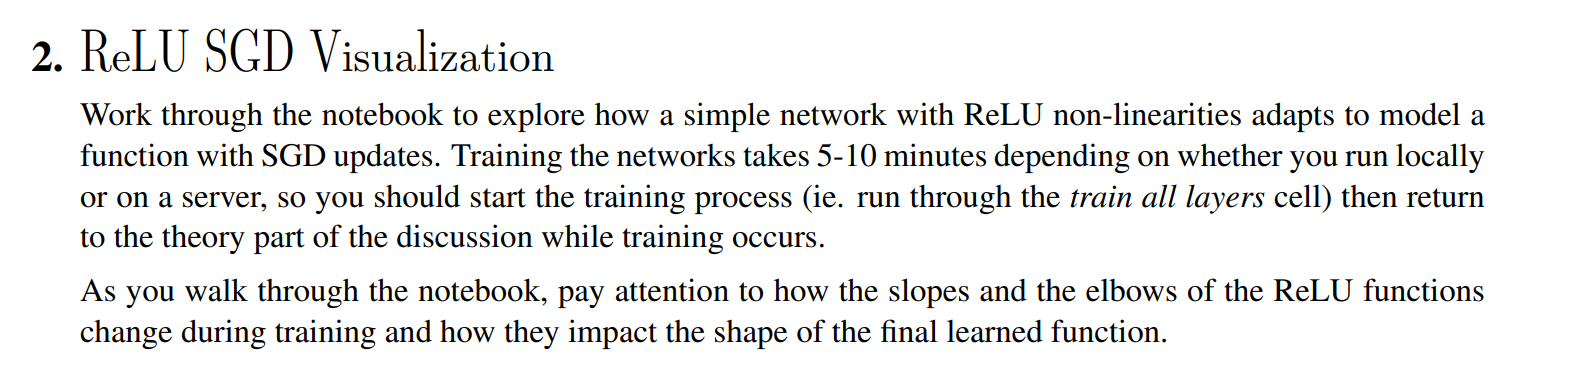 2. ReLU SGD Visualization
Work through the notebook to explore how a simple network with ReLU non-linearities adapts to model a
function with SGD updates. Training the networks takes 5-10 minutes depending on whether you run locally
or on a server, so you should start the training process (ie. run through the train all layers cell) then return
to the theory part of the discussion while training occurs.
As you walk through the notebook, pay attention to how the slopes and the elbows of the ReLU functions
change during training and how they impact the shape of the final learned function.